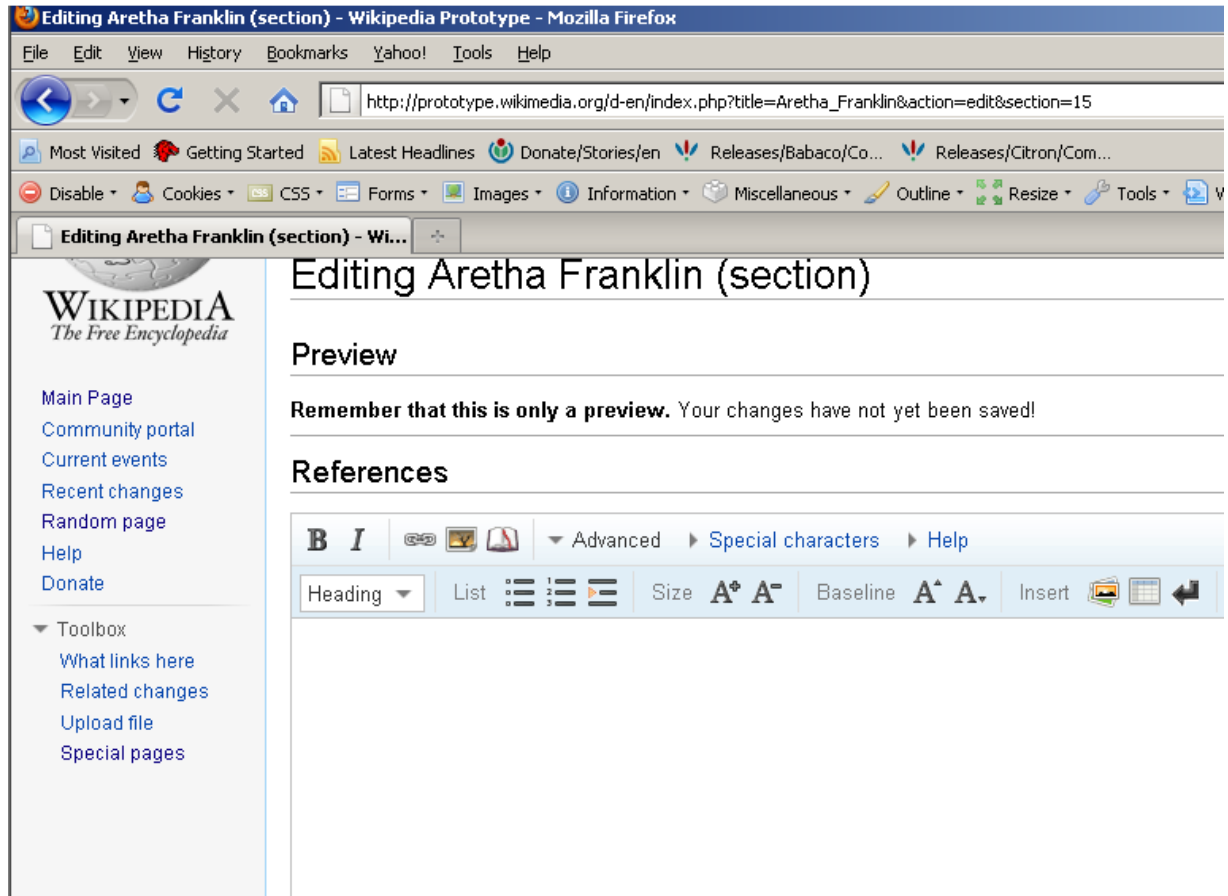 Editing Aretha Franklin (section) - Wikipedia Prototype - Mozilla Firefox
File Edit View History Bookmarks Yahoo! Tools Help
http://prototype.wikimedia.org/d-en/index.php?title=Aretha_Franklin&action=edit&section=15
Most Visited Getting Started Latest Headlines Donate/Stories/en Releases/Babaco/Co... Releases/Citron/Com...
Disable Cookies CSS Forms Images Information Miscellaneous Outline Resize Tools
Editing Aretha Franklin (section) - Wi...
WIKIPEDIA
The Free Encyclopedia
Main Page
Community portal
Current events
Recent changes
Random page
Help
Donate
Toolbox
What links here
Related changes
Upload file
Special pages
Editing Aretha Franklin (section)
Preview
Remember that this is only a preview. Your changes have not yet been saved!
References
B I Advanced Special characters Help
Heading List Size A A Baseline A A Insert